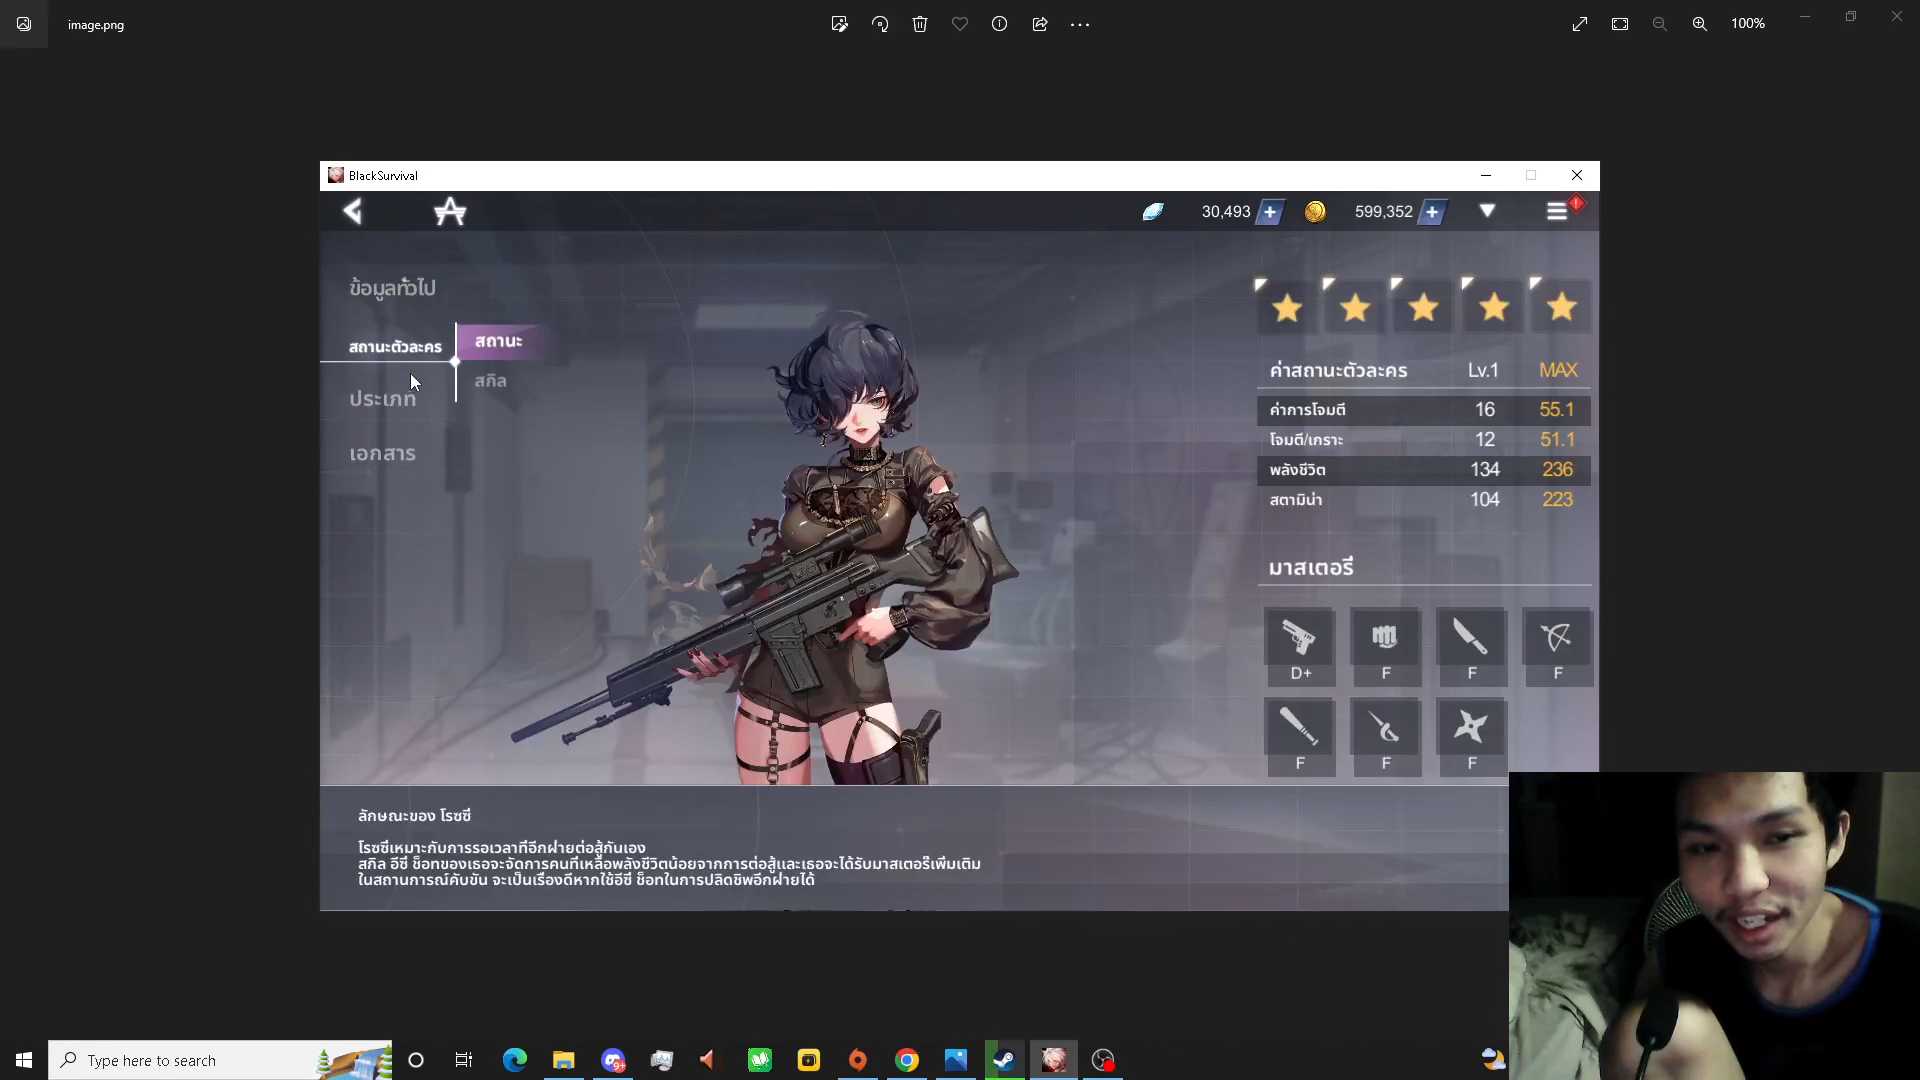 image.png
100%
BlackSurvival
30,493
599,352
ข้อมูลทั่วไป
สถานะตัวละคร
สถานะ
สกิล
ประเภท
เอกสาร
ค่าสถานะตัวละคร Lv.1 MAX
ค่าการโจมตี 16 55.1
โจมตี/เกราะ 12 51.1
พลังชีวิต 134 236
สตามิน่า 104 223
มาสเตอรี่
D+ F F F
F F F
ลักษณะของ โรซซี่
โรซซี่เหมาะกับการรอเวลาที่อีกฝ่ายต่อสู้กันเอง
สกิล อีซี่ ช็อทของเธอจะจัดการคนที่เหลือพลังชีวิตน้อยจากการต่อสู้และเธอจะได้รับมาสเตอรี่เพิ่มเติม
ในสถานการณ์คับขัน จะเป็นเรื่องดีหากใช้อีซี่ ช็อทในการปลิดชีพอีกฝ่ายได้
Type here to search
9+